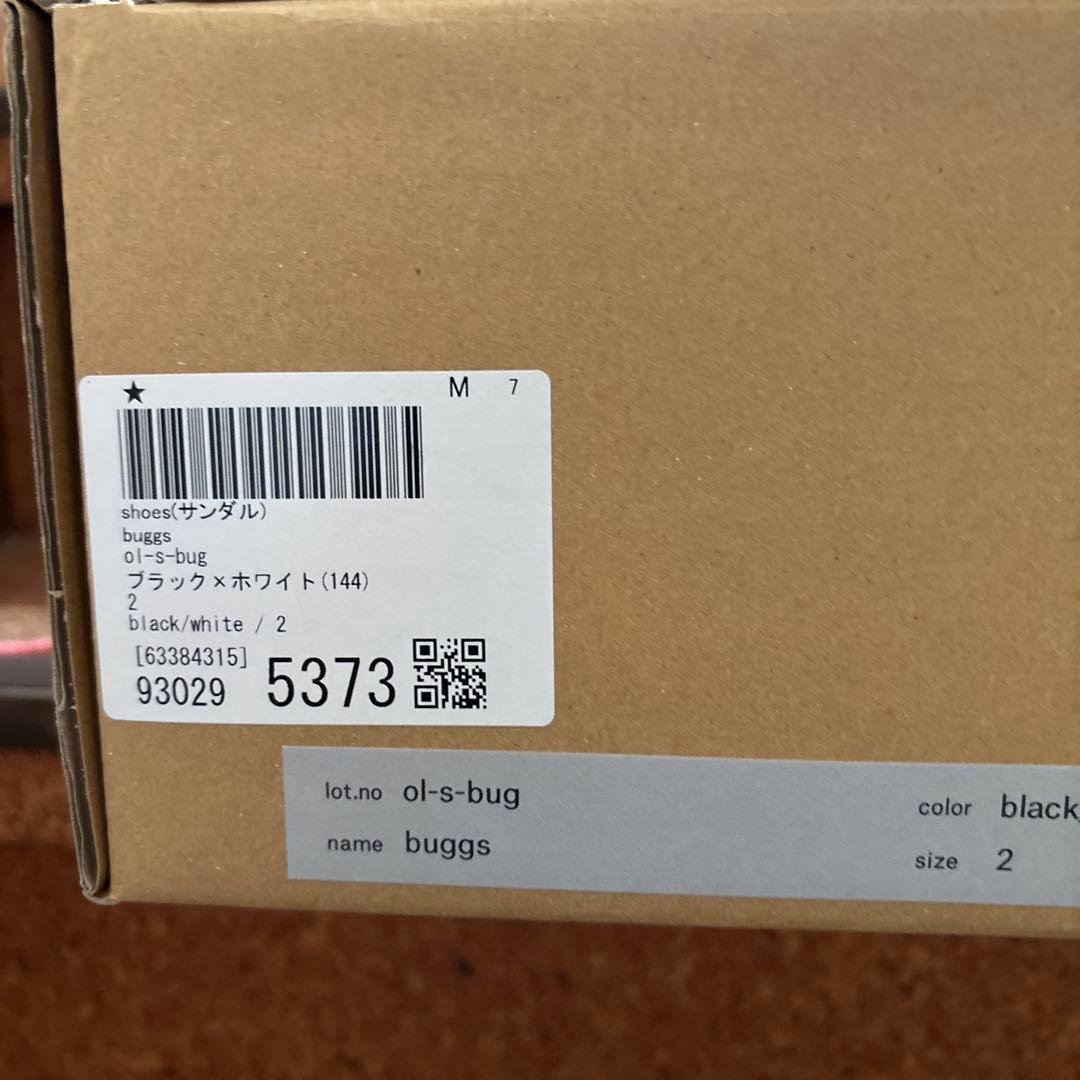 ★ M 7
shoes(サンダル)
buggs
ol-s-bug
ブラック×ホワイト(144)
2
black/white / 2
[63384315]
93029 5373
lot.no ol-s-bug
name buggs
color black/
size 2